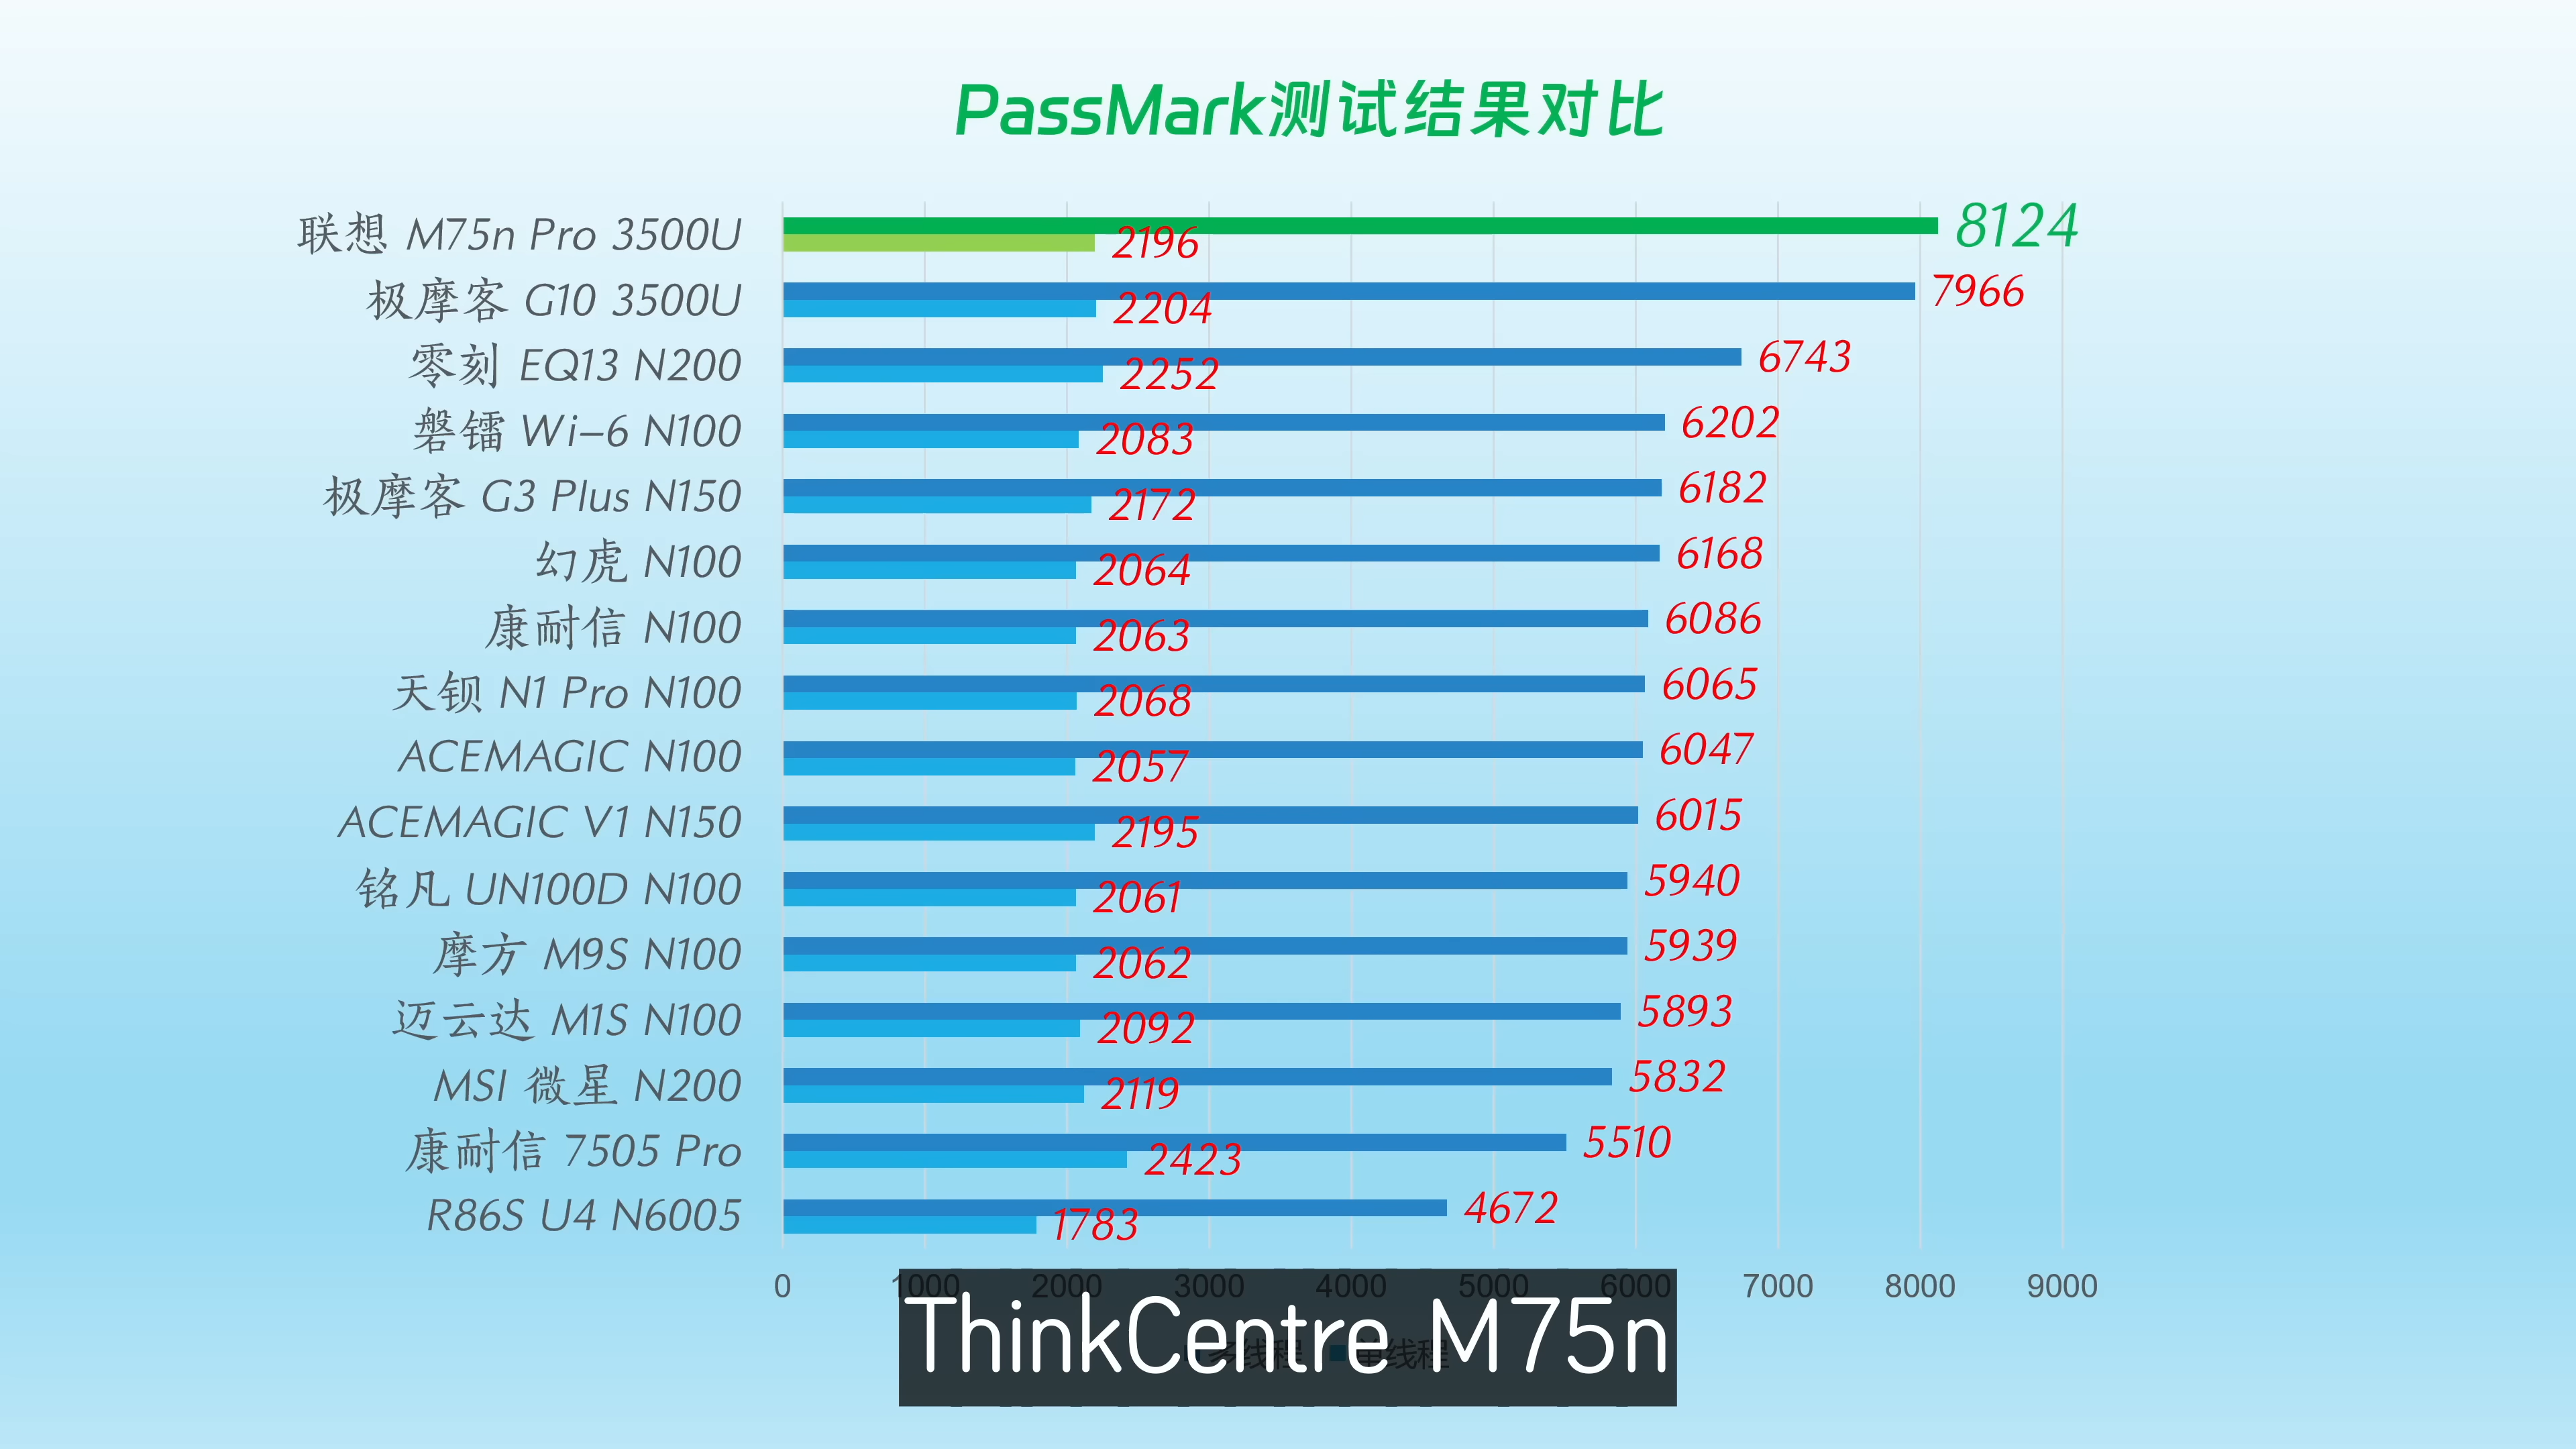 PassMark测试结果对比
联想 M75n Pro 3500U 8124
2196
极摩客 G10 3500U 7966
2204
零刻 EQ13 N200 6743
2252
磐镭 Wi-6 N100 6202
2083
极摩客 G3 Plus N150 6182
2172
幻虎 N100 6168
2064
康耐信 N100 6086
2063
天钡 N1 Pro N100 6065
2068
ACEMAGIC N100 6047
2057
ACEMAGIC V1 N150 6015
2195
铭凡 UN100D N100 5940
2061
摩方 M9S N100 5939
2062
迈云达 M1S N100 5893
2092
MSI 微星 N200 5832
2119
康耐信 7505 Pro 5510
2423
R86S U4 N6005 4672
1783
0 1000 2000 3000 4000 5000 6000 7000 8000 9000
多线程 单线程
ThinkCentre M75n